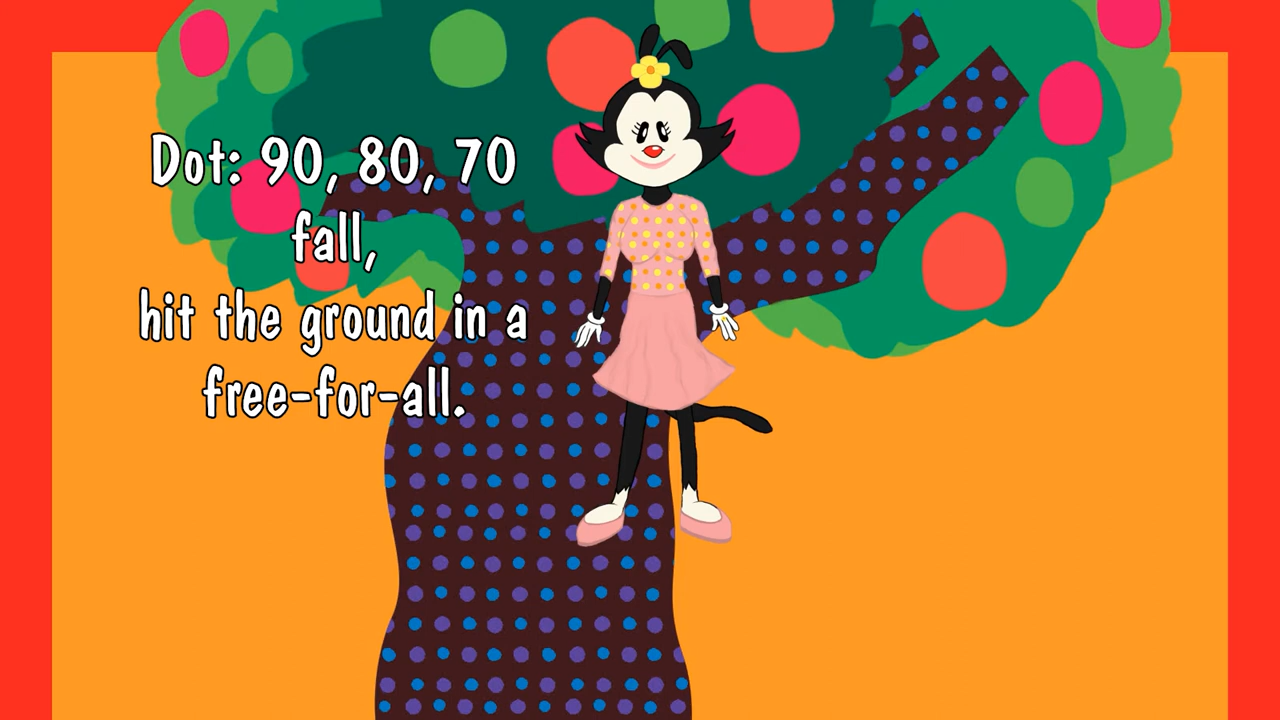 Dot: 90, 80, 70
fall,
hit the ground in a
free-for-all.